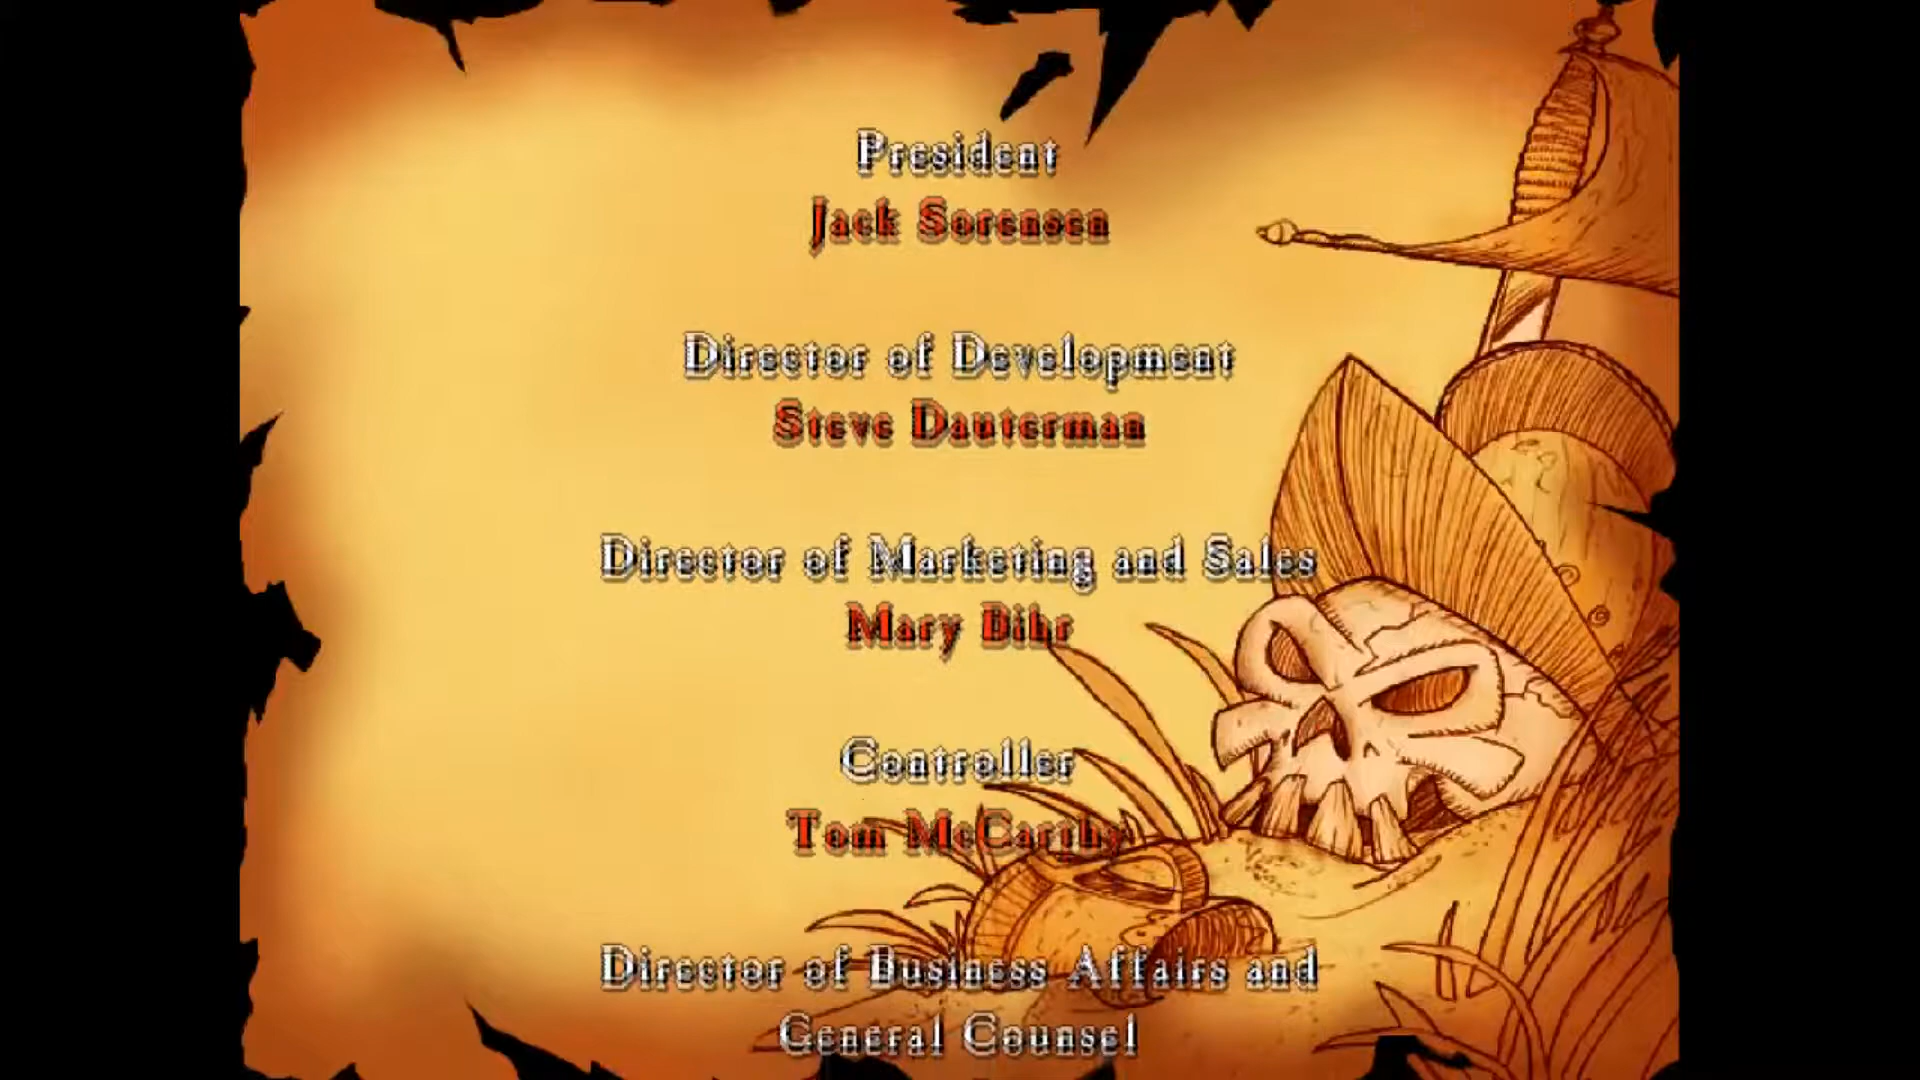 President
Jack Sorensen
Director of Development
Steve Dauterman
Director of Marketing and Sales
Mary Bihr
Controller
Tom McCarthy
Director of Business Affairs and
General Counsel